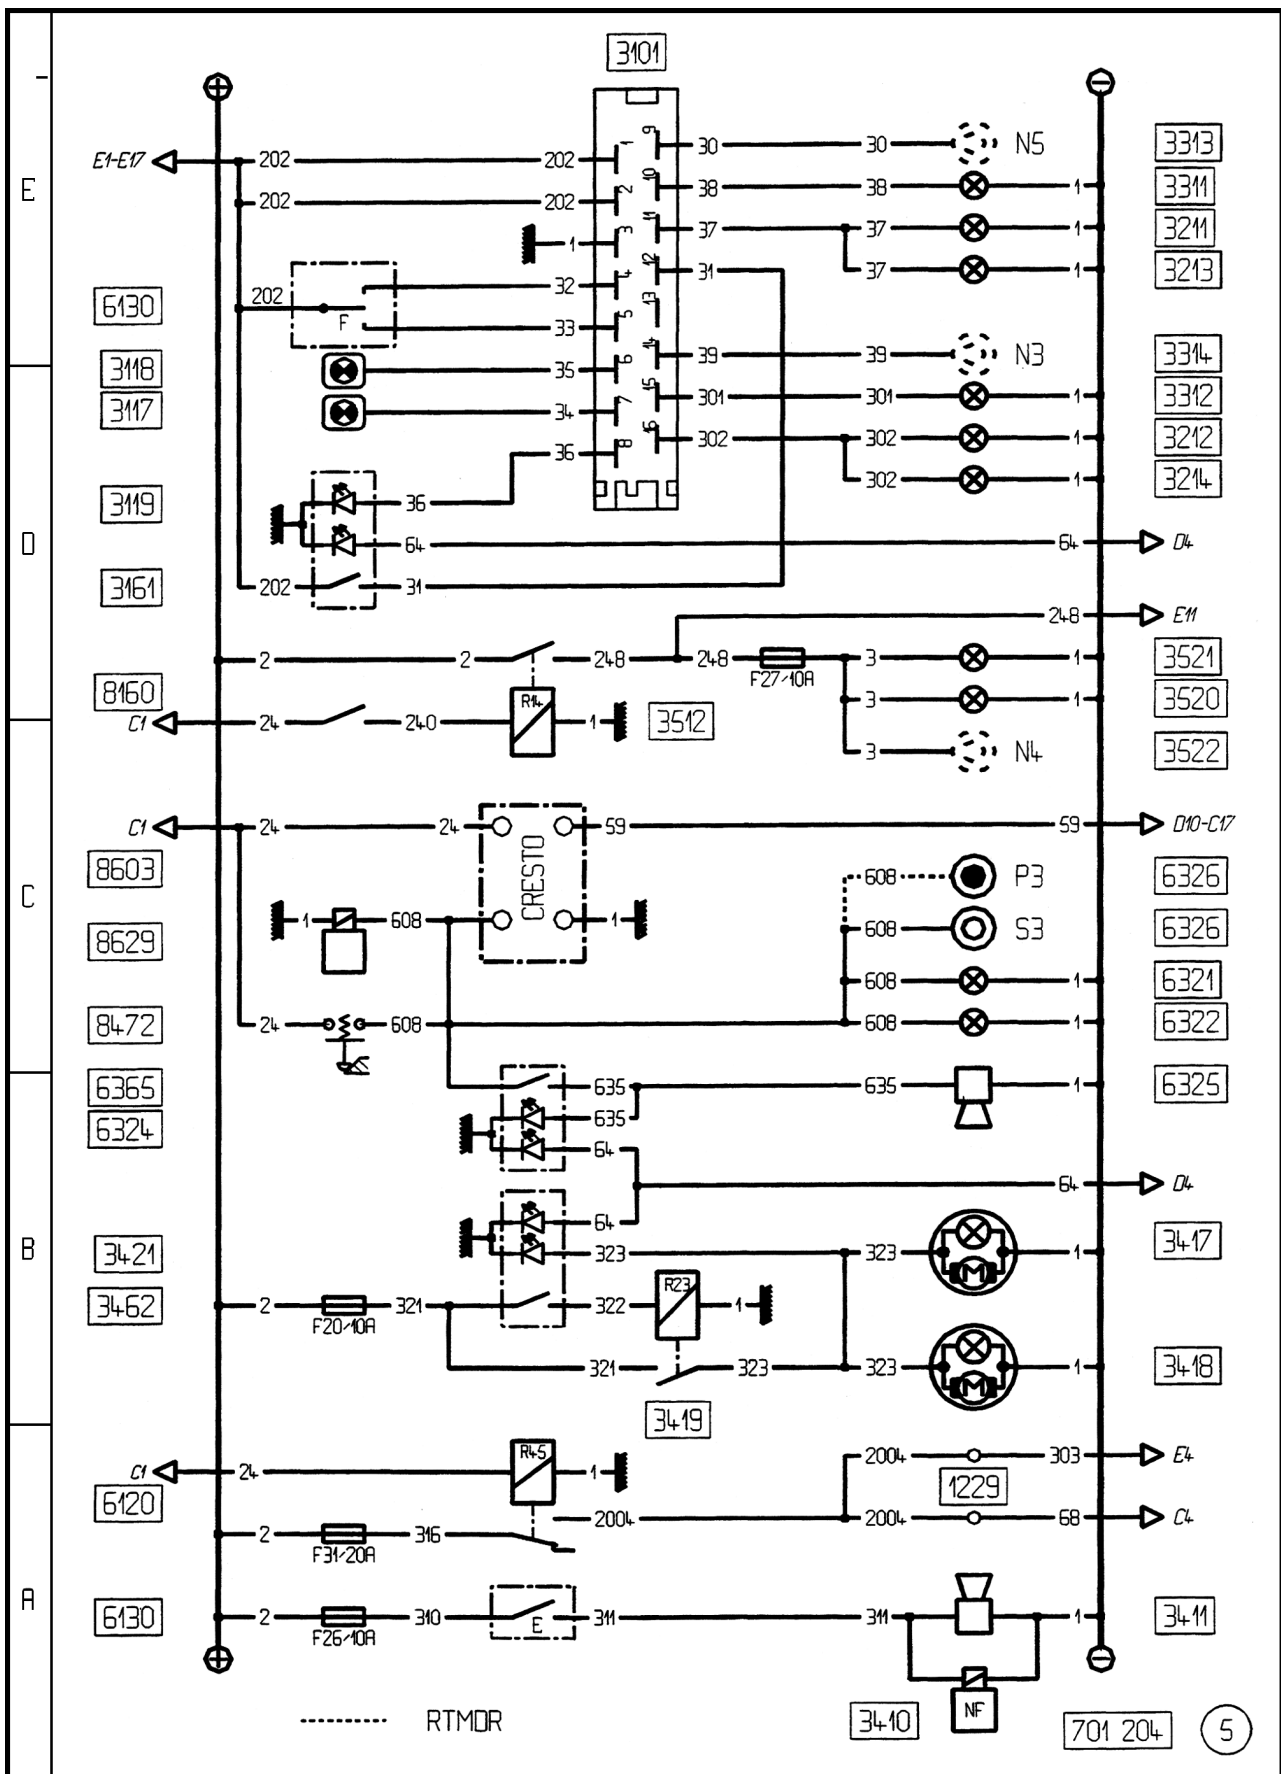 3101
E1-E17 202 202 1 9 30 30 N5 3313
202 202 2 10 38 38 1 3311
E
1 3 11 37 37 1 3211
32 4 12 31 37 1 3213
6130 202 F 33 5 13
3118 35 6 14 39 39 N3 3314
3117 34 7 15 301 301 1 3312
36 8 16 302 302 1 3212
302 1 3214
3119 36
D 64 64 D4
3161 202 31
248 E11
2 2 248 248 F27/10A 3 1 3521
8160 R14 3 1 3520
C1 24 240 1 3512
3 N4 3522
C1 24 24 59 59 D10-C17
CRESTO
8603 608 P3 6326
C
1 608 1 608 S3 6326
8629
608 1 6321
8472 24 608 608 1 6322
6365 635 635 1 6325
6324 635
64
64 D4
64
B 3421 323 323 1 3417
3462 2 F20/10A 321 322 R23 1
321 323 323 1 3418
3419
2004 303 E4
C1 24 R45 1 1229
6120 2004 2004 68 C4
2 F31/20A 316
A
6130 2 F26/10A 310 E 311 311 1 3411
RTMDR 3410 NF 701 204 5